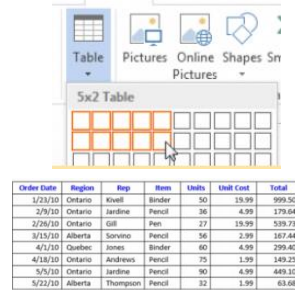 Table Pictures Online Pictures Shapes
5x2 Table
Order Date Region Rep Item Units Unit Cost Total
1/23/10 Ontario Kivell Binder 50 19.99 999.50
2/9/10 Ontario Jardine Pencil 36 4.99 179.64
2/26/10 Ontario Gill Pen 27 19.99 539.73
3/15/10 Alberta Sorvino Pencil 56 2.99 167.44
4/1/10 Quebec Jones Binder 60 4.99 299.40
4/18/10 Ontario Andrews Pencil 75 1.99 149.25
5/5/10 Ontario Jardine Pencil 90 4.99 449.10
5/22/10 Alberta Thompson Pencil 32 1.99 63.68